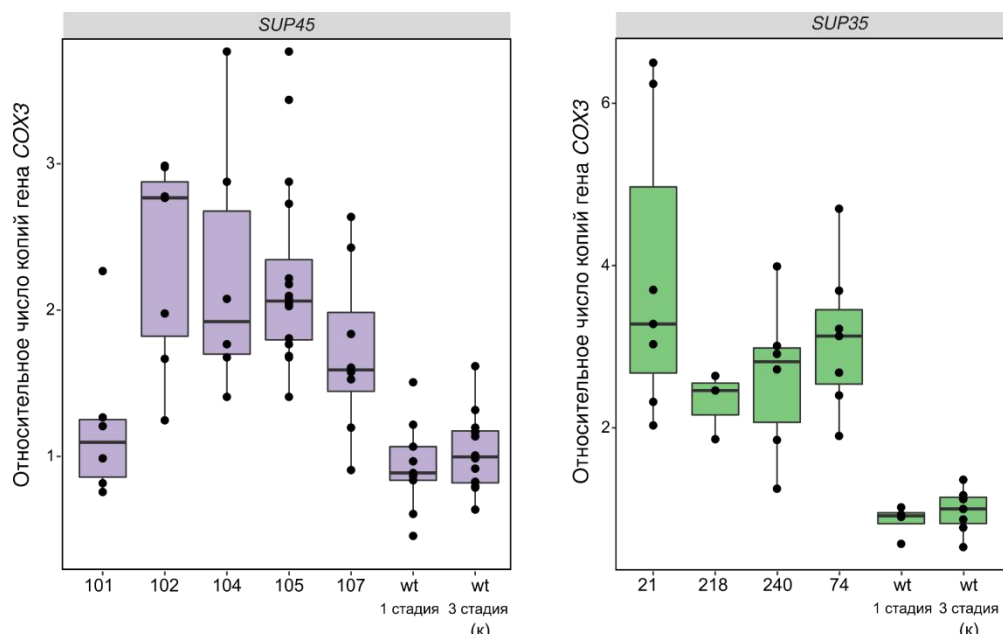 SUP45
Относительное число копий гена COX3
3
2
1
101 102 104 105 107 wt wt
1 стадия 3 стадия
(к)
SUP35
Относительное число копий гена COX3
6
4
2
21 218 240 74 wt wt
1 стадия 3 стадия
(к)